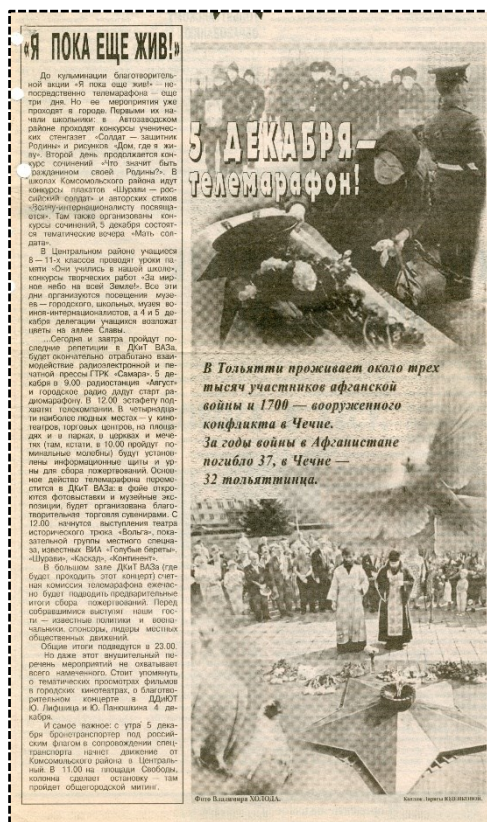 «Я ПОКА ЕЩЕ ЖИВ!»
До кульминации благотворитель-
ной акции «Я пока еще жив!» — не-
посредственно телемарафона — еще
три дня. Но ее мероприятия уже
проходят в городе. Первыми их на-
чали школьники: в Автозаводском
районе проходят конкурсы ученичес-
ких стенгазет «Солдат — защитник
Родины» и рисунков «Дом, где я жи-
ву». Второй день продолжается кон-
курс сочинений «Что значит быть
гражданином своей Родины?». В
школах Комсомольского района идут
конкурсы плакатов «Шурави — рос-
сийский солдат» и авторских стихов
«Воину-интернационалисту посвяща-
ется». Там также организованы кон-
курсы сочинений, 5 декабря состоят-
ся тематические вечера «Мать сол-
дата».
В Центральном районе учащиеся
8 — 11-х классов проводят уроки па-
мяти «Они учились в нашей школе»,
конкурсы творческих работ «За мир-
ное небо на всей Земле!». Все эти
дни организуются посещения музе-
ев — городского, школьных, музея во-
инов-интернационалистов, а 4 и 5 де-
кабря делегации учащихся возложат
цветы на аллее Славы.
...Сегодня и завтра пройдут по-
следние репетиции в ДКиТ ВАЗа,
будет окончательно отработано взаи-
модействие радиоэлектронной и пе-
чатной прессы ГТРК «Самара». 5 де-
кабря в 9.00 радиостанция «Август»
и городское радио дадут старт ра-
диомарафону. В 12.00 эстафету под-
хватят телекомпании. В четырнадца-
ти наиболее людных местах — у кино-
театров, торговых центров, на площа-
дях и в парках, в церквах и мече-
тях (там, кстати, в 10.00 пройдут по-
минальные молебны) будут установ-
лены информационные щиты и ур-
ны для сбора пожертвований. Основ-
ное действо телемарафона переме-
стится в ДКиТ ВАЗа: в фойе откро-
ются фотовыставки и музейные экс-
позиции, будет организована благо-
творительная торговля сувенирами. С
12.00 начнутся выступления театра
исторического трюка «Вольга», пока-
зательной группы местного спецна-
за, известных ВИА «Голубые береты»,
«Шурави», «Каскад», «Континент».
В большом зале ДКиТ ВАЗа (где
будет проходить этот концерт) счет-
ная комиссия телемарафона ежечас-
но будет подводить предварительные
итоги сбора пожертвований. Перед
собравшимися выступят наши гос-
ти — известные политики и воена-
чальники, спонсоры, лидеры местных
общественных движений.
Общие итоги подведутся в 23.00.
Но даже этот внушительный пе-
речень мероприятий не охватывает
всего намеченного. Стоит упомянуть
о тематических просмотрах фильмов
в городских кинотеатрах, о благотво-
рительном концерте в ДДиЮТ
Ю. Лифшица и Ю. Панюшкина 4 де-
кабря.
И самое важное: с утра 5 дека-
бря бронетранспортер под россий-
ским флагом в сопровождении спец-
транспорта начнет движение от
Комсомольского района в Централь-
ный. В 11.00 на площади Свободы,
колонна сделает остановку — там
пройдет общегородской митинг.
5 ДЕКАБРЯ —
телемарафон!
В Тольятти проживает около трех
тысяч участников афганской
войны и 1700 — вооруженного
конфликта в Чечне.
За годы войны в Афганистане
погибло 37, в Чечне —
32 тольяттинца.
Фото Владимира ХОЛОДА.
Коллаж Ларисы